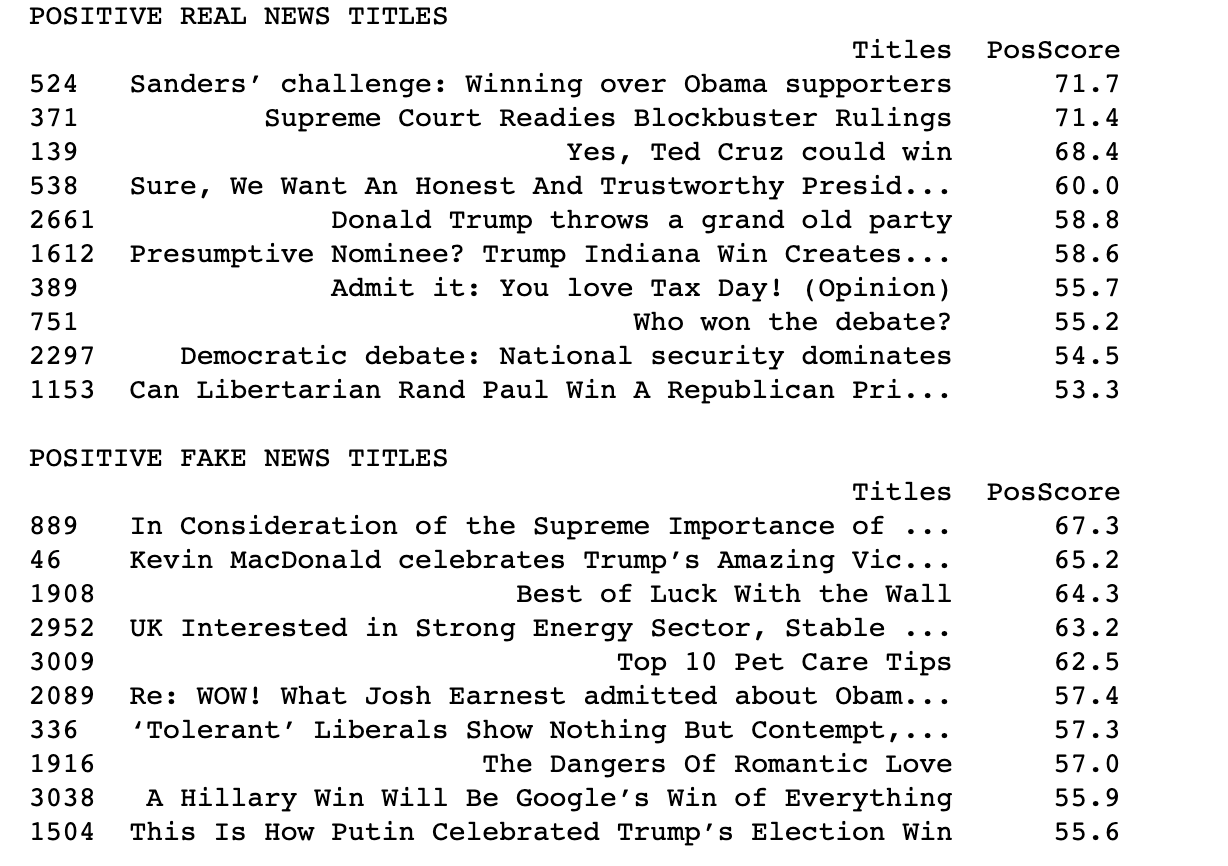 POSITIVE REAL NEWS TITLES
Titles PosScore
524 Sanders’ challenge: Winning over Obama supporters 71.7
371 Supreme Court Readies Blockbuster Rulings 71.4
139 Yes, Ted Cruz could win 68.4
538 Sure, We Want An Honest And Trustworthy Presid... 60.0
2661 Donald Trump throws a grand old party 58.8
1612 Presumptive Nominee? Trump Indiana Win Creates... 58.6
389 Admit it: You love Tax Day! (Opinion) 55.7
751 Who won the debate? 55.2
2297 Democratic debate: National security dominates 54.5
1153 Can Libertarian Rand Paul Win A Republican Pri... 53.3
POSITIVE FAKE NEWS TITLES
Titles PosScore
889 In Consideration of the Supreme Importance of ... 67.3
46 Kevin MacDonald celebrates Trump’s Amazing Vic... 65.2
1908 Best of Luck With the Wall 64.3
2952 UK Interested in Strong Energy Sector, Stable ... 63.2
3009 Top 10 Pet Care Tips 62.5
2089 Re: WOW! What Josh Earnest admitted about Obam... 57.4
336 ‘Tolerant’ Liberals Show Nothing But Contempt,... 57.3
1916 The Dangers Of Romantic Love 57.0
3038 A Hillary Win Will Be Google’s Win of Everything 55.9
1504 This Is How Putin Celebrated Trump’s Election Win 55.6